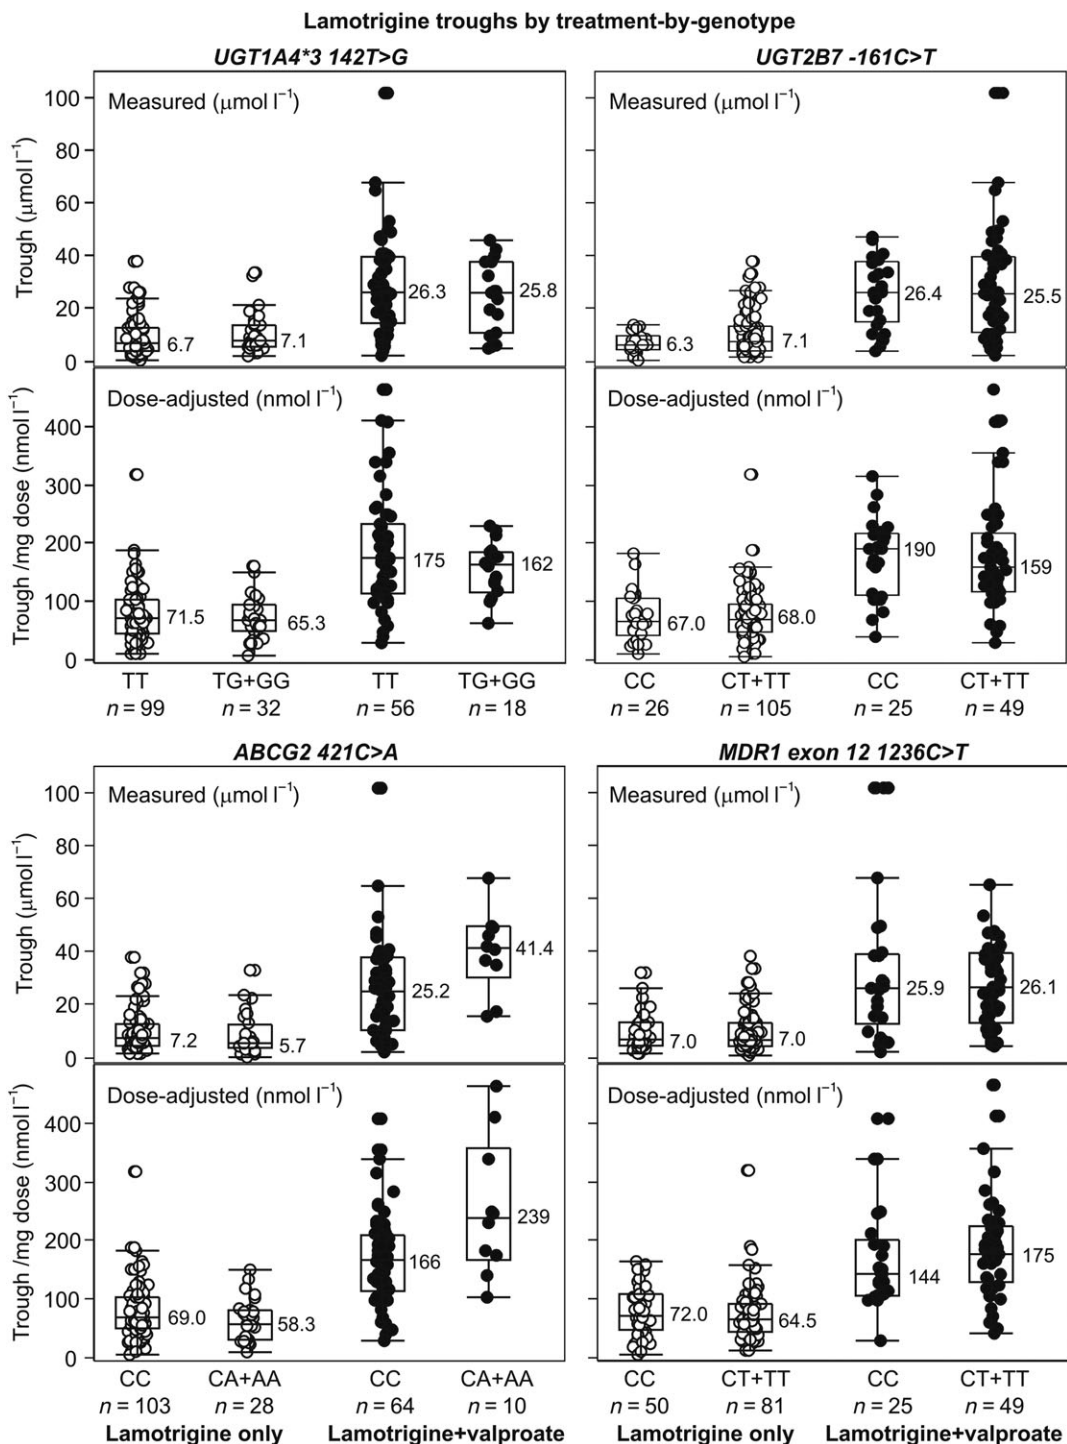 Lamotrigine troughs by treatment-by-genotype
UGT1A4*3 142T>G
UGT2B7 -161C>T
Measured (μmol l⁻¹)
Measured (μmol l⁻¹)
Trough (μmol l⁻¹)
100
80
60
40
20
0
6.7
7.1
26.3
25.8
6.3
7.1
26.4
25.5
Dose-adjusted (nmol l⁻¹)
Dose-adjusted (nmol l⁻¹)
Trough /mg dose (nmol l⁻¹)
400
300
200
100
0
71.5
65.3
175
162
67.0
68.0
190
159
TT TG+GG TT TG+GG
n = 99 n = 32 n = 56 n = 18
CC CT+TT CC CT+TT
n = 26 n = 105 n = 25 n = 49
ABCG2 421C>A
MDR1 exon 12 1236C>T
Measured (μmol l⁻¹)
Measured (μmol l⁻¹)
Trough (μmol l⁻¹)
100
80
60
40
20
0
7.2
5.7
25.2
41.4
7.0
7.0
25.9
26.1
Dose-adjusted (nmol l⁻¹)
Dose-adjusted (nmol l⁻¹)
Trough /mg dose (nmol l⁻¹)
400
300
200
100
0
69.0
58.3
166
239
72.0
64.5
144
175
CC CA+AA CC CA+AA
n = 103 n = 28 n = 64 n = 10
Lamotrigine only Lamotrigine+valproate
CC CT+TT CC CT+TT
n = 50 n = 81 n = 25 n = 49
Lamotrigine only Lamotrigine+valproate